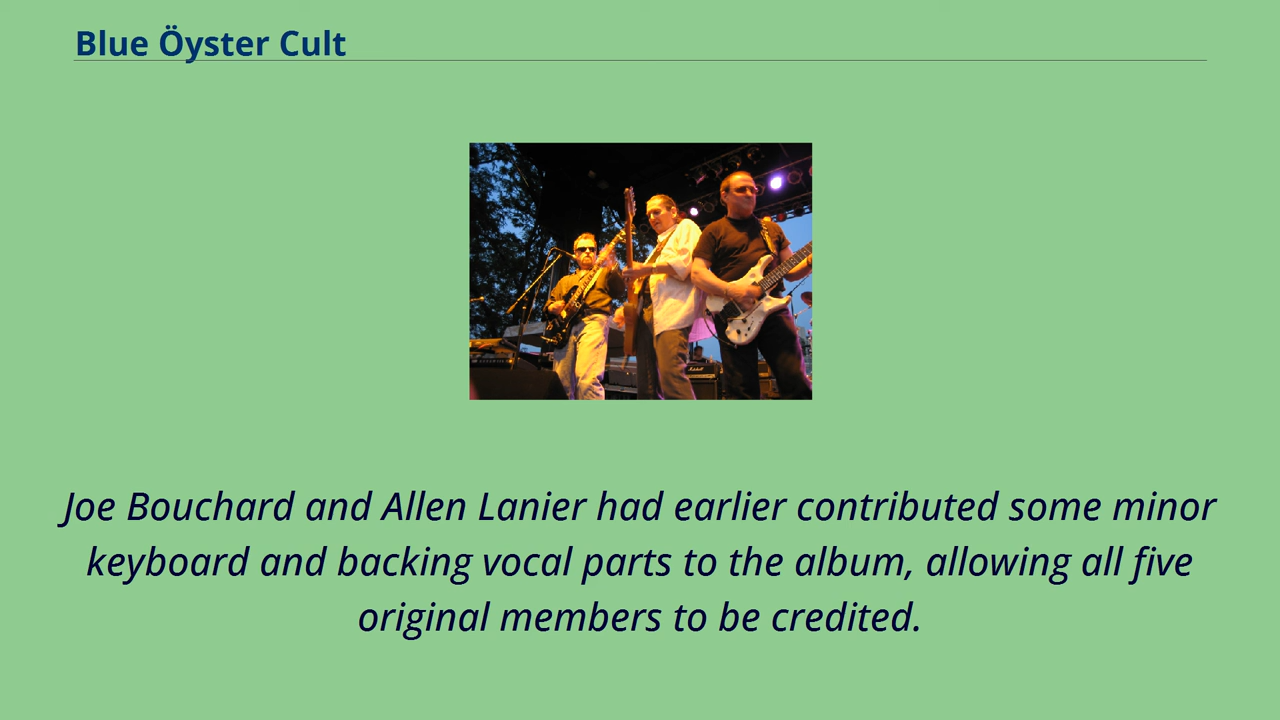 Blue Öyster Cult
Joe Bouchard and Allen Lanier had earlier contributed some minor
keyboard and backing vocal parts to the album, allowing all five
original members to be credited.